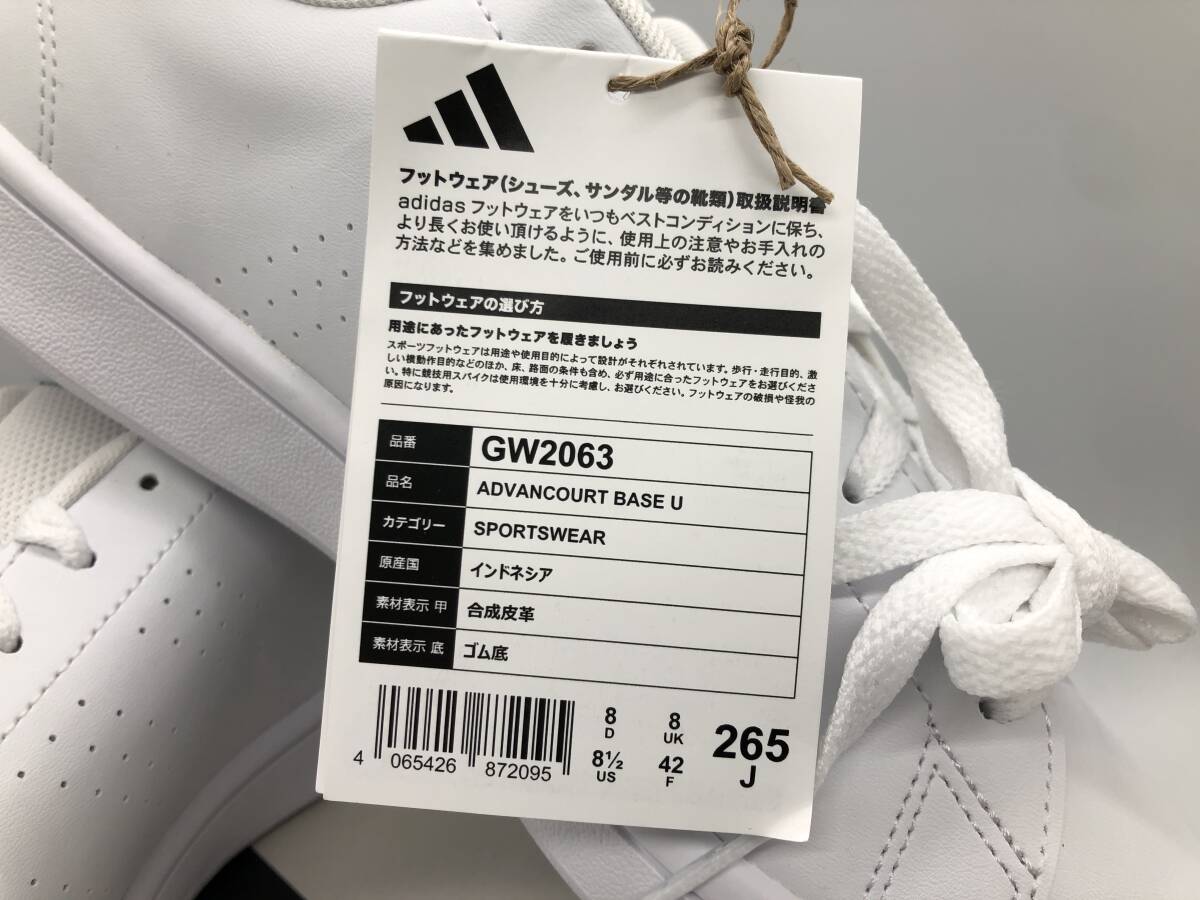 フットウェア(シューズ、サンダル等の靴類)取扱説明書
adidas フットウェアをいつもベストコンディションに保ち、
より長くお使い頂けるように、使用上の注意やお手入れの
方法などを集めました。ご使用前に必ずお読みください。
フットウェアの選び方
用途にあったフットウェアを履きましょう
スポーツフットウェアは用途や使用目的によって設計がそれぞれされています。歩行・走行目的、激
しい横動作目的などのほか、床、路面の条件も含め、必ず用途に合ったフットウェアをお選びくださ
い。特に競技用スパイクは使用環境を十分に考慮し、お選びください。フットウェアの破損や怪我の
原因になります。
品番 GW2063
品名 ADVANCOURT BASE U
カテゴリー SPORTSWEAR
原産国 インドネシア
素材表示 甲 合成皮革
素材表示 底 ゴム底
4 065426 872095
8 D 8 UK
8½ US 42 F
265 J